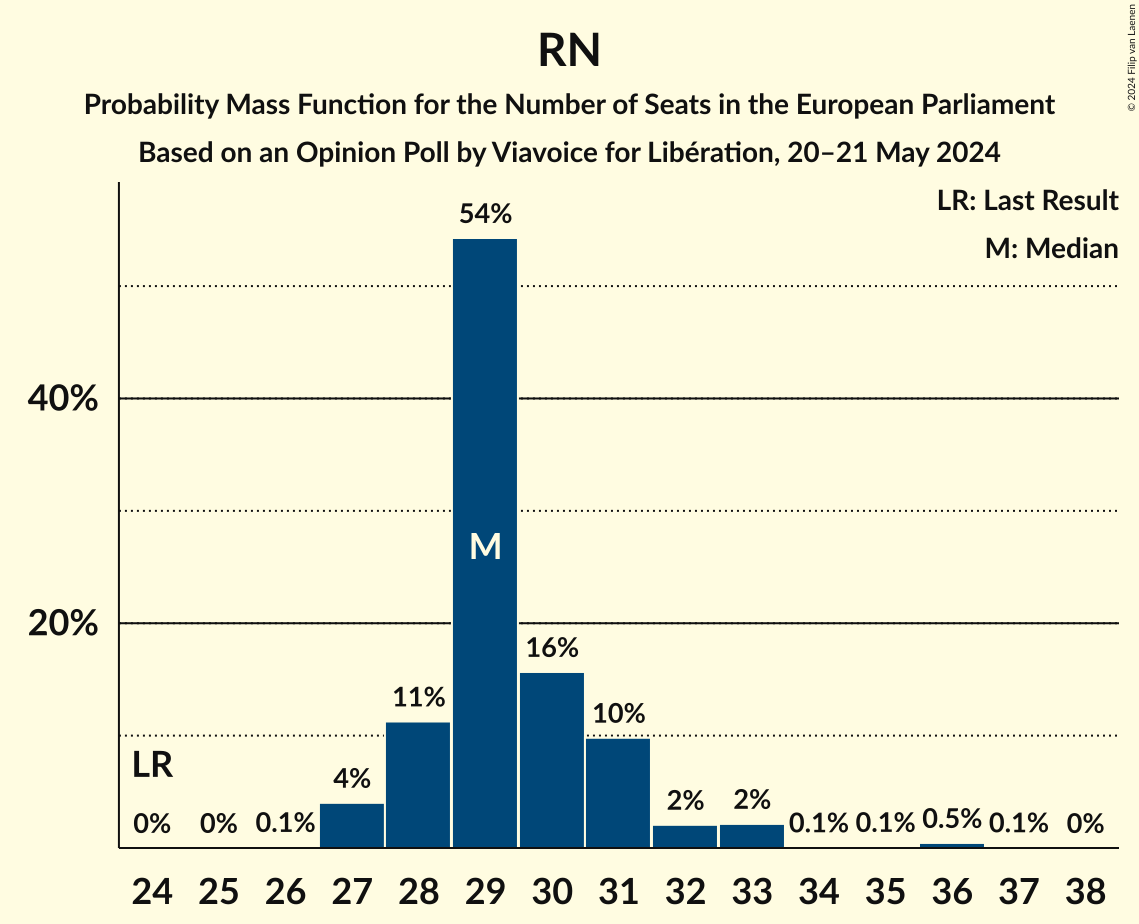 RN
Probability Mass Function for the Number of Seats in the European Parliament
Based on an Opinion Poll by Viavoice for Libération, 20–21 May 2024
© 2024 Filip van Laenen
LR: Last Result
M: Median
54%
40%
M
20%
16%
11%
10%
LR
4%
0%
0%
0.1%
2%
2%
0.1%
0.1%
0.5%
0.1%
0%
24 25 26 27 28 29 30 31 32 33 34 35 36 37 38